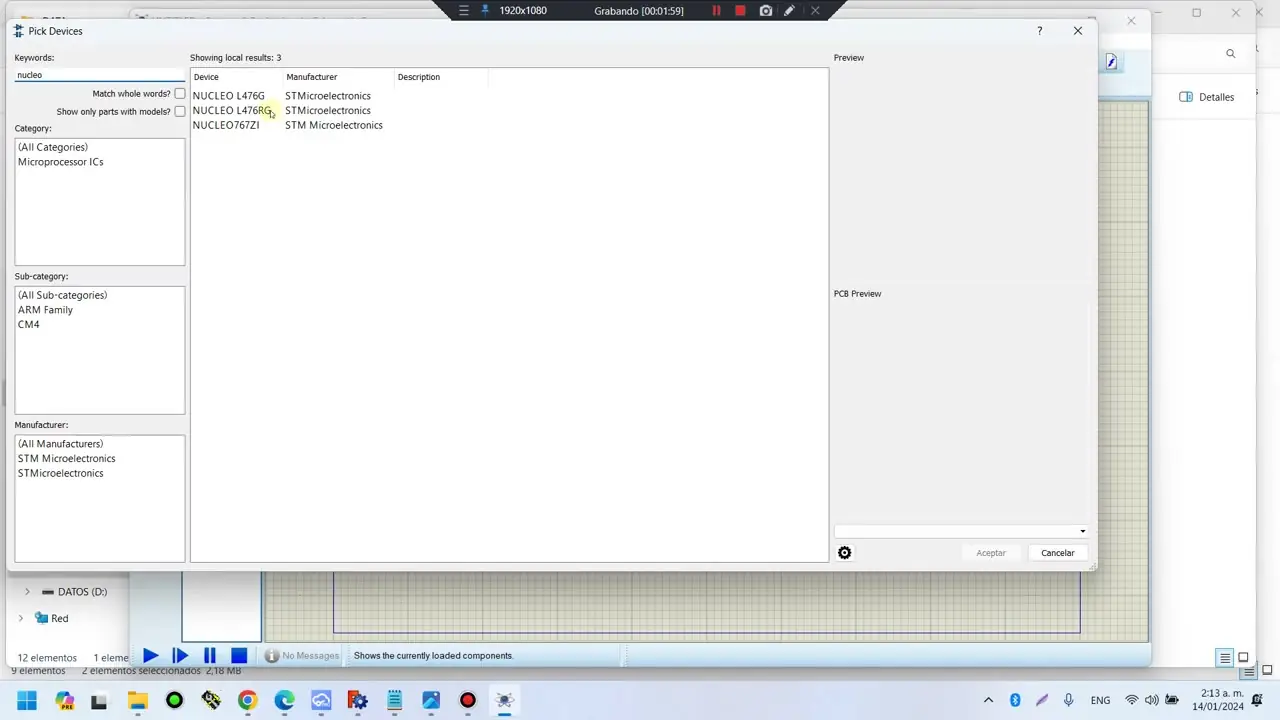 1920x1080
Grabando [00:01:59]
Pick Devices
?
Keywords:
nucleo
Match whole words?
Show only parts with models?
Category:
(All Categories)
Microprocessor ICs
Sub-category:
(All Sub-categories)
ARM Family
CM4
Manufacturer:
(All Manufacturers)
STM Microelectronics
STMicroelectronics
Showing local results: 3
Device Manufacturer Description
NUCLEO L476G STMicroelectronics
NUCLEO L476RG STMicroelectronics
NUCLEO767ZI STM Microelectronics
Preview
PCB Preview
Aceptar
Cancelar
Detalles
DATOS (D:)
Red
12 elementos 1 eleme
9 elementos 2 elementos seleccionados 2,18 MB
No Messages
Shows the currently loaded components.
PRE
ENG
2:13 a. m.
14/01/2024